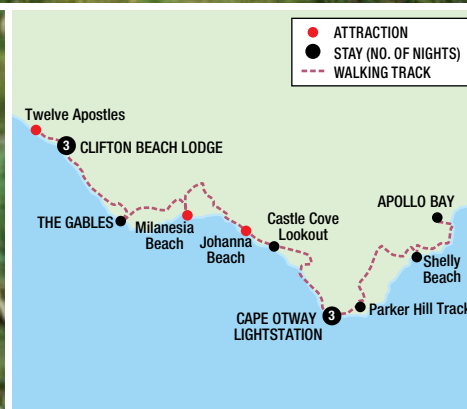 ATTRACTION
STAY (NO. OF NIGHTS)
WALKING TRACK
Twelve Apostles
3
CLIFTON BEACH LODGE
THE GABLES
Milanesia
Beach
Johanna
Beach
Castle Cove
Lookout
APOLLO BAY
Shelly
Beach
Parker Hill Track
CAPE OTWAY
LIGHTSTATION
3